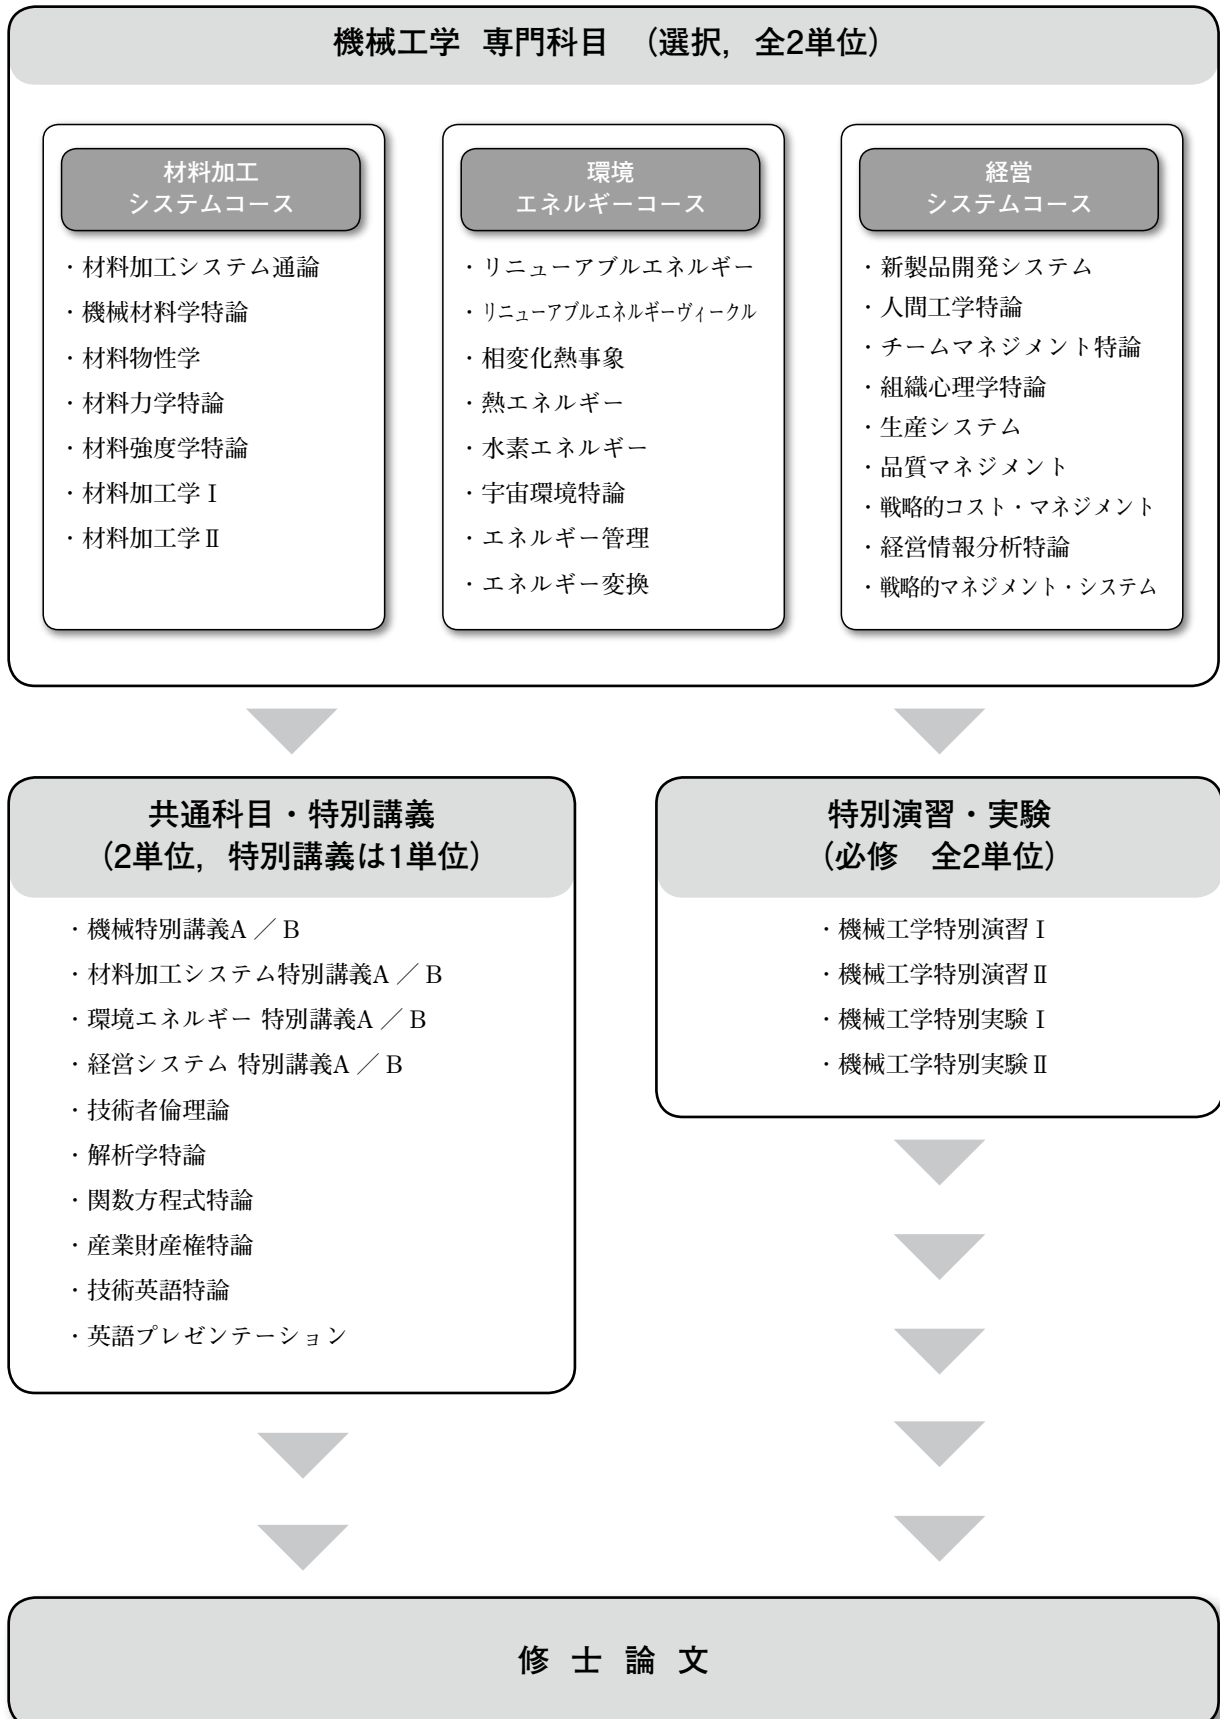 機械工学 専門科目 （選択，全2単位）
材料加工
システムコース
・材料加工システム通論
・機械材料学特論
・材料物性学
・材料力学特論
・材料強度学特論
・材料加工学Ⅰ
・材料加工学Ⅱ
環境
エネルギーコース
・リニューアブルエネルギー
・リニューアブルエネルギーヴィークル
・相変化熱事象
・熱エネルギー
・水素エネルギー
・宇宙環境特論
・エネルギー管理
・エネルギー変換
経営
システムコース
・新製品開発システム
・人間工学特論
・チームマネジメント特論
・組織心理学特論
・生産システム
・品質マネジメント
・戦略的コスト・マネジメント
・経営情報分析特論
・戦略的マネジメント・システム
共通科目・特別講義
（2単位，特別講義は1単位）
・機械特別講義A ／ B
・材料加工システム特別講義A ／ B
・環境エネルギー 特別講義A ／ B
・経営システム 特別講義A ／ B
・技術者倫理論
・解析学特論
・関数方程式特論
・産業財産権特論
・技術英語特論
・英語プレゼンテーション
特別演習・実験
（必修　全2単位）
・機械工学特別演習Ⅰ
・機械工学特別演習Ⅱ
・機械工学特別実験Ⅰ
・機械工学特別実験Ⅱ
修 士 論 文